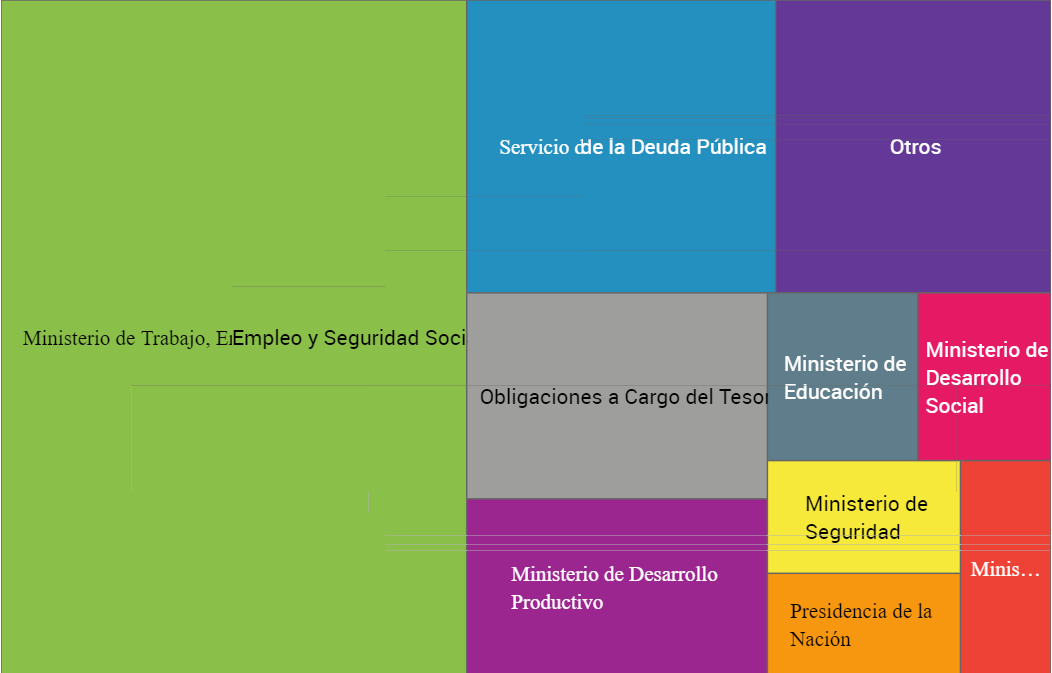 Servicio de la Deuda Pública
Otros
Ministerio de Trabajo, Empleo y Seguridad Soci
Obligaciones a Cargo del Tesor
Ministerio de
Educación
Ministerio de
Desarrollo
Social
Ministerio de
Seguridad
Minis…
Ministerio de Desarrollo
Productivo
Presidencia de la
Nación